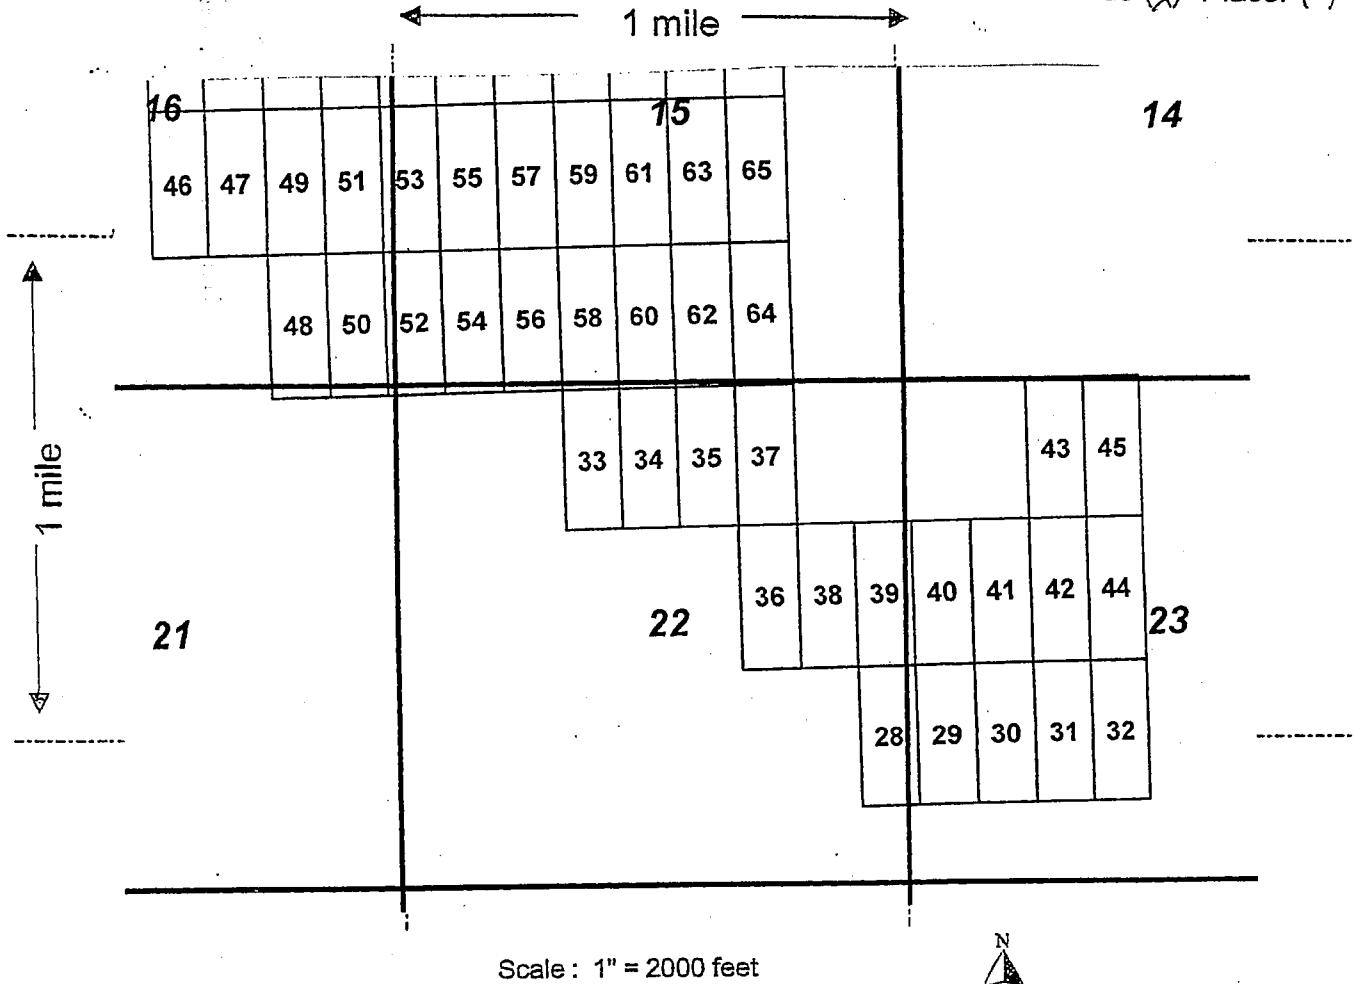 1 mile
16 15 14
46 47 49 51 53 55 57 59 61 63 65
48 50 52 54 56 58 60 62 64
1 mile
33 34 35 37 43 45
36 38 39 40 41 42 44
21 22 23
28 29 30 31 32
N
Scale : 1" = 2000 feet